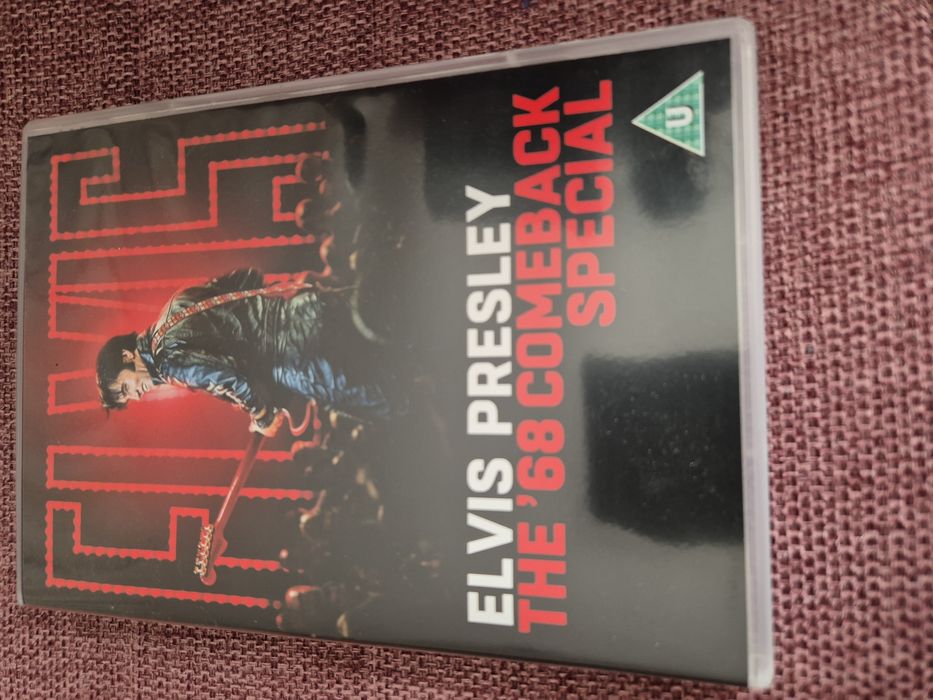 ELVIS
ELVIS PRESLEY
THE '68 COMEBACK
SPECIAL
U